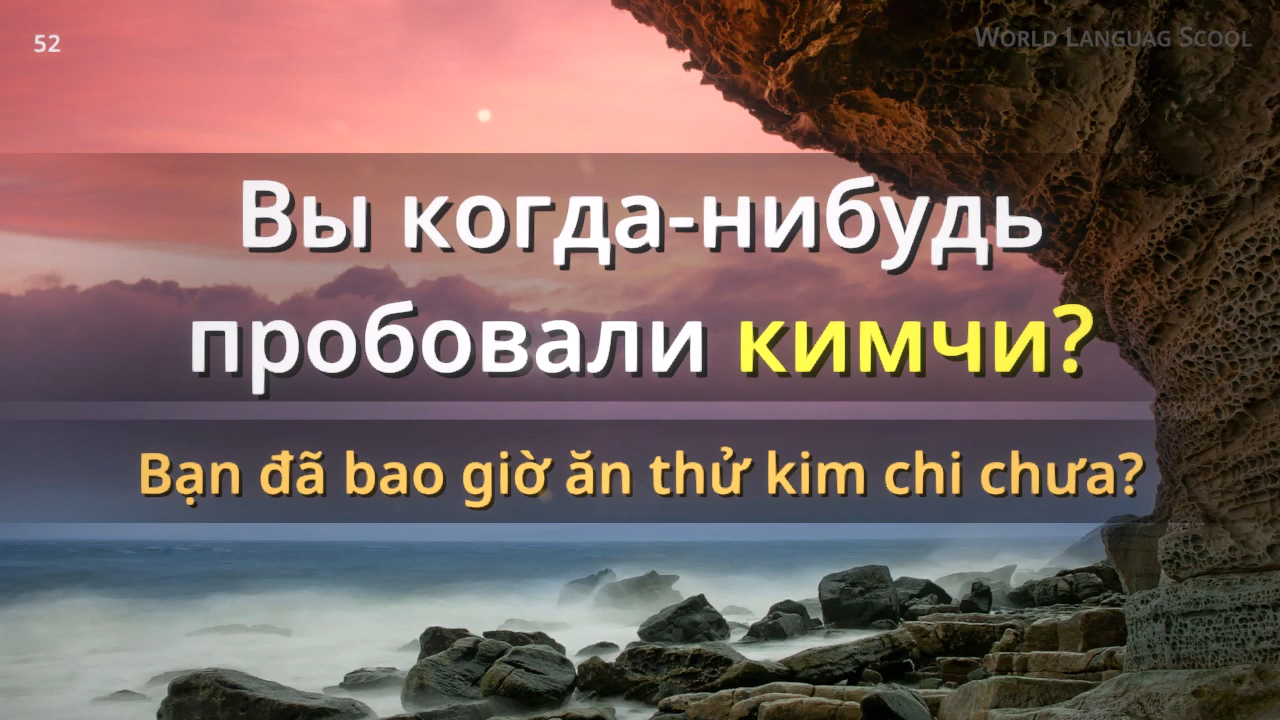 52
World Languag Scool
Вы когда-нибудь
пробовали кимчи?
Bạn đã bao giờ ăn thử kim chi chưa?